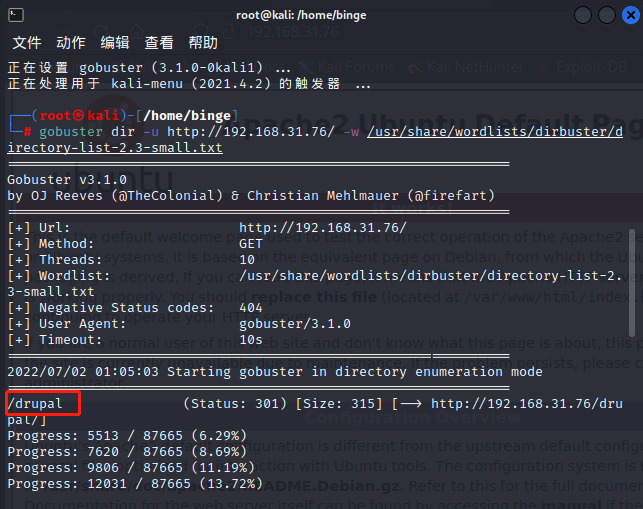 root@kali: /home/binge
文件 动作 编辑 查看 帮助
正在设置 gobuster (3.1.0-0kali1) ...
正在处理用于 kali-menu (2021.4.2) 的触发器 ...
┌──(root㉿kali)-[/home/binge]
└─# gobuster dir -u http://192.168.31.76/ -w /usr/share/wordlists/dirbuster/d
irectory-list-2.3-small.txt
===============================================================
Gobuster v3.1.0
by OJ Reeves (@TheColonial) & Christian Mehlmauer (@firefart)
===============================================================
[+] Url: http://192.168.31.76/
[+] Method: GET
[+] Threads: 10
[+] Wordlist: /usr/share/wordlists/dirbuster/directory-list-2.
3-small.txt
[+] Negative Status codes: 404
[+] User Agent: gobuster/3.1.0
[+] Timeout: 10s
===============================================================
2022/07/02 01:05:03 Starting gobuster in directory enumeration mode
===============================================================
/drupal (Status: 301) [Size: 315] [--> http://192.168.31.76/dru
pal/]
Progress: 5513 / 87665 (6.29%)
Progress: 7620 / 87665 (8.69%)
Progress: 9806 / 87665 (11.19%)
Progress: 12031 / 87665 (13.72%)